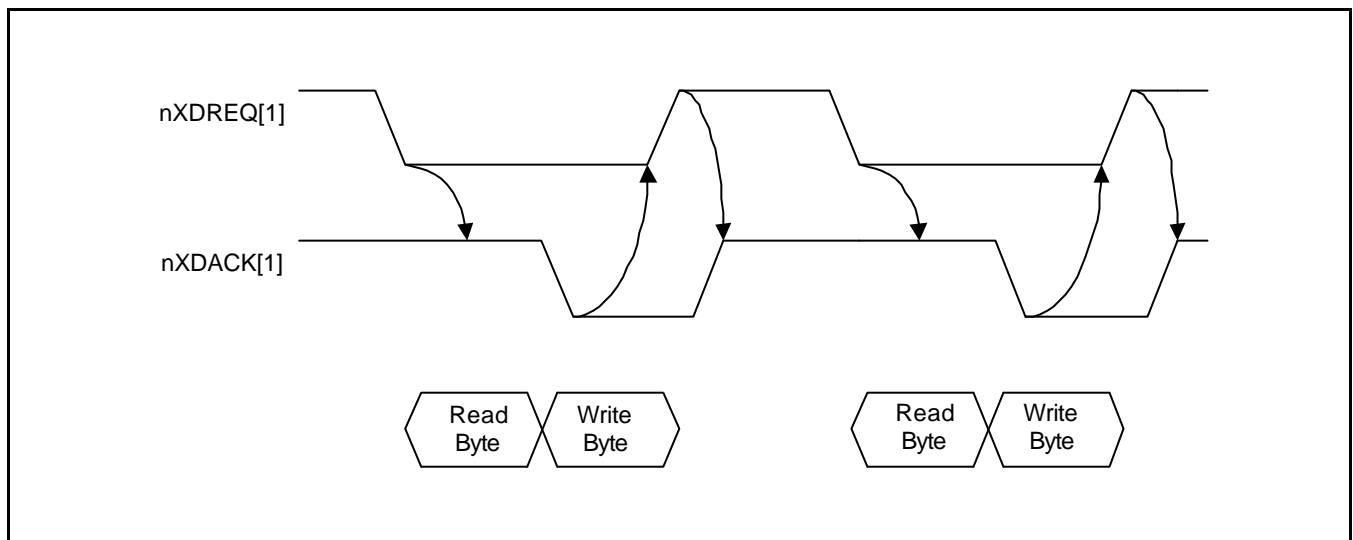 nXDREQ[1]
nXDACK[1]
Read
Byte
Write
Byte
Read
Byte
Write
Byte